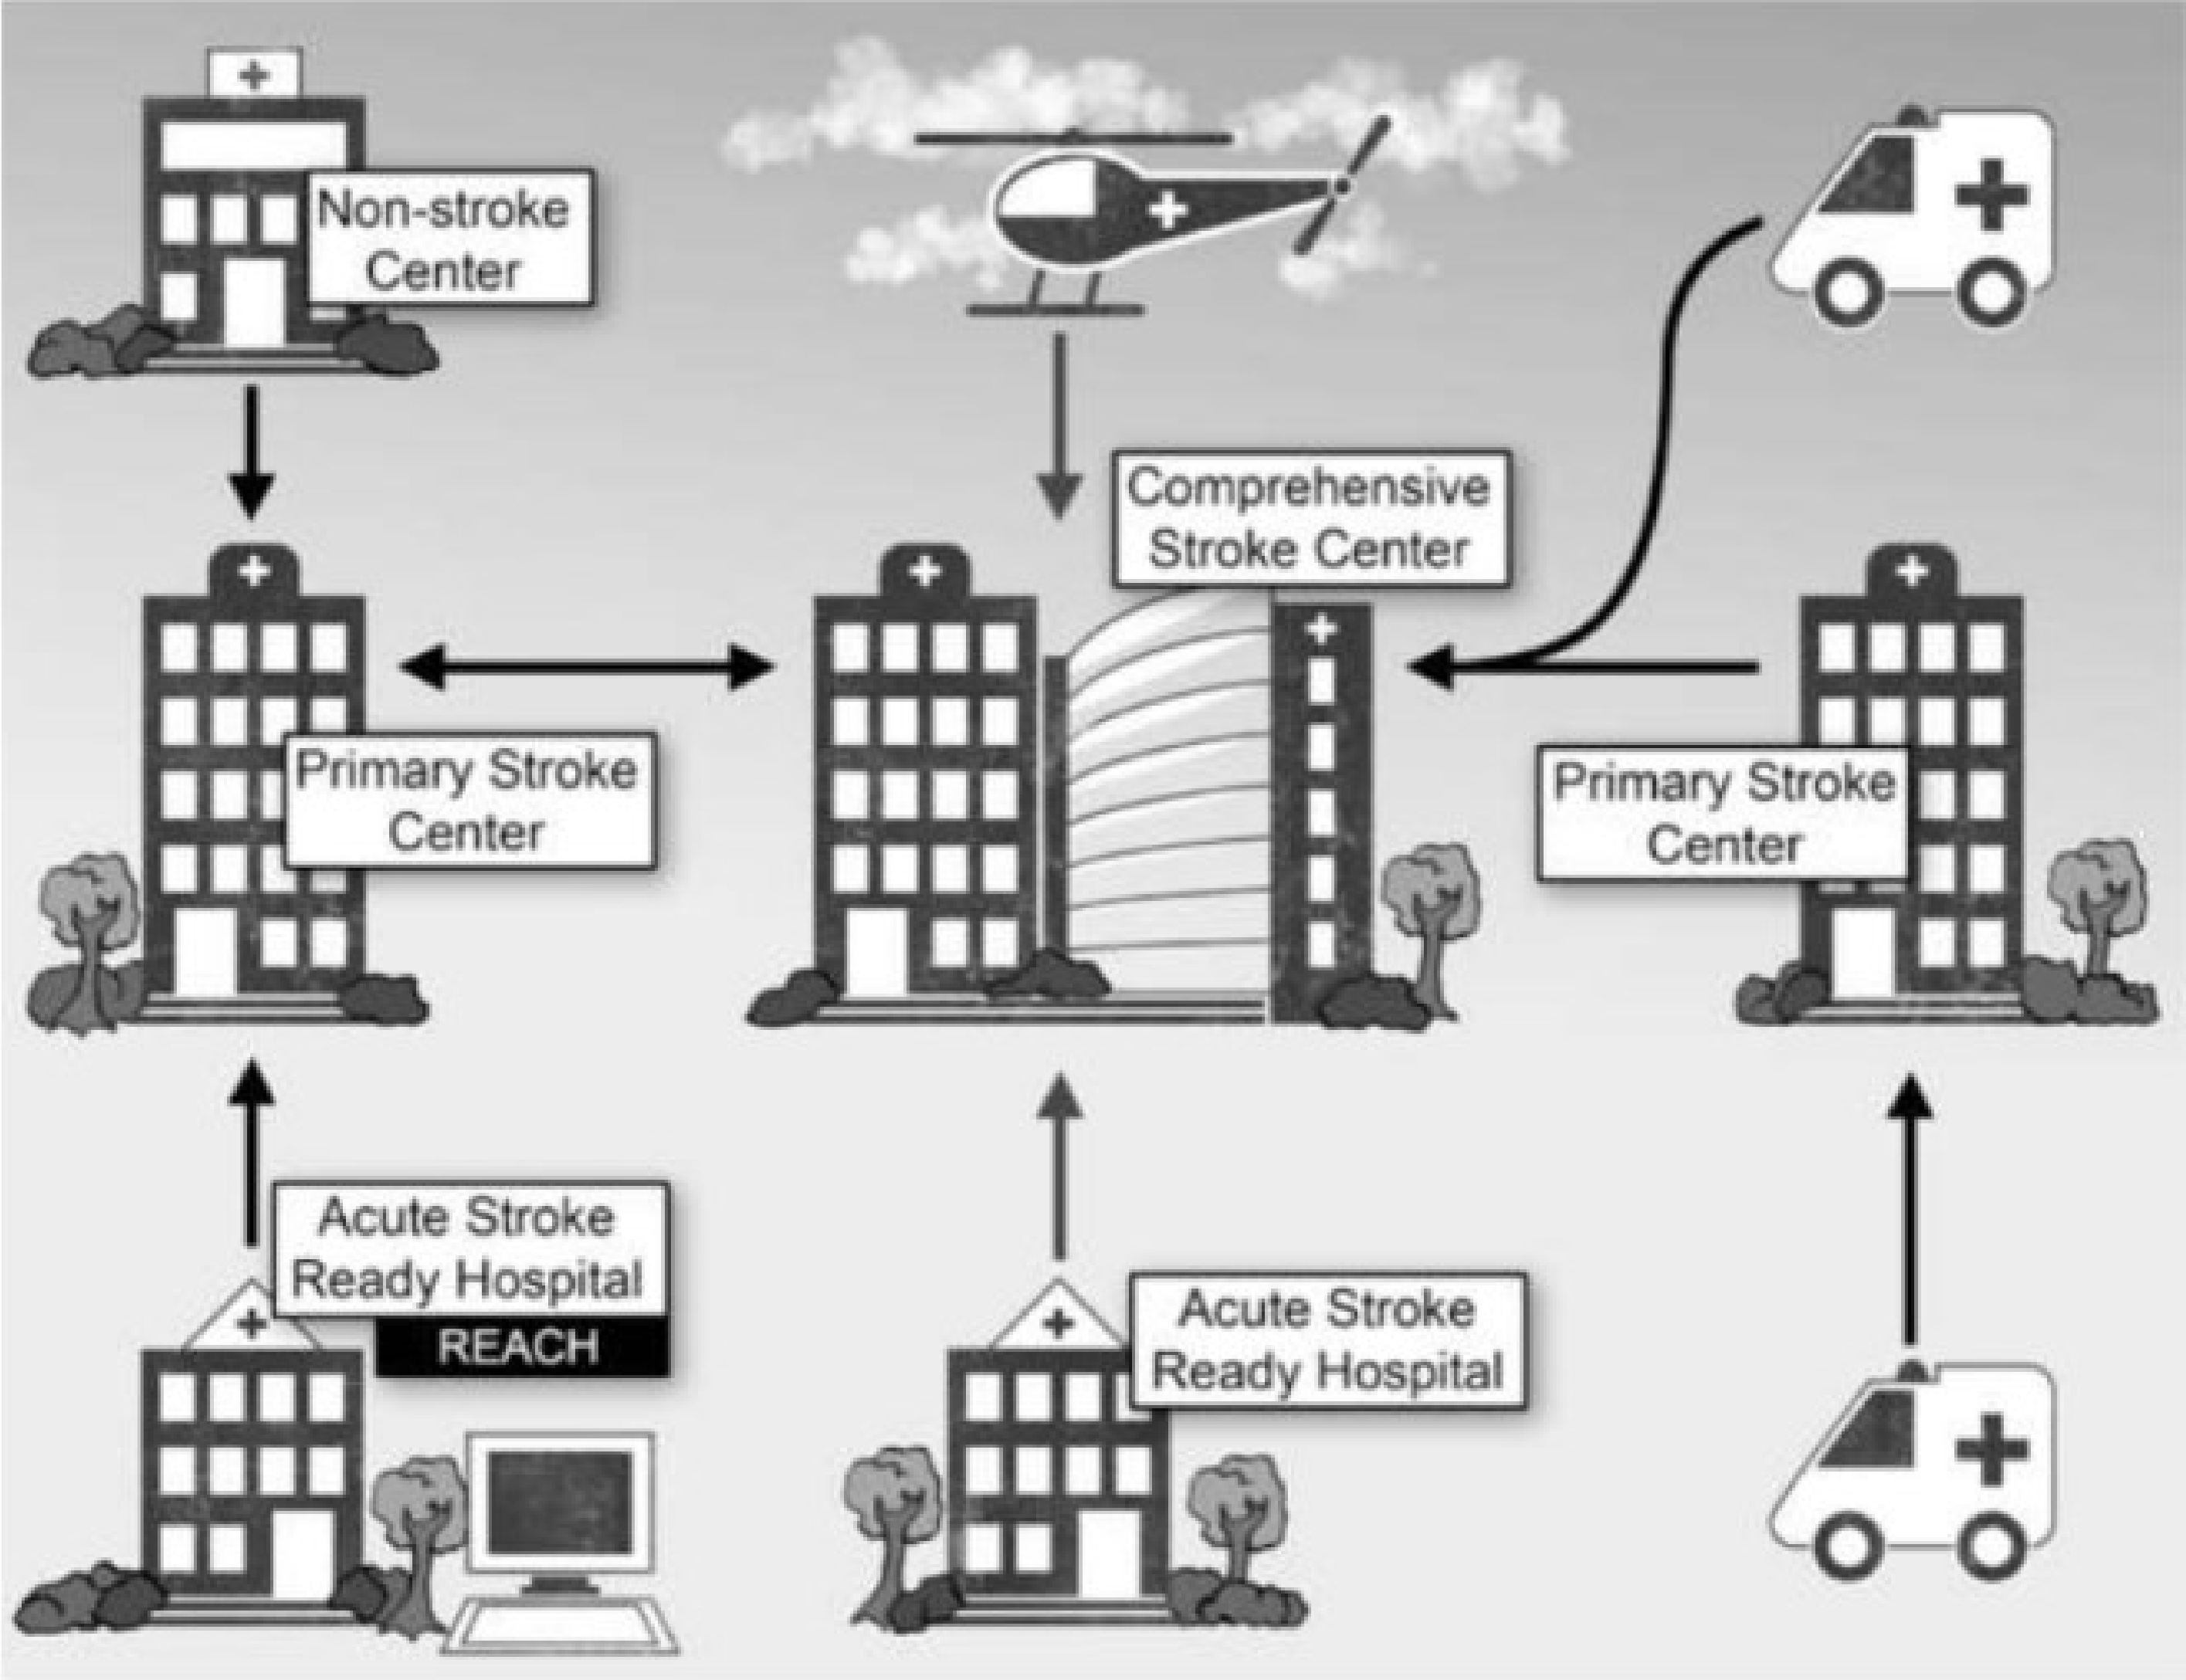 Non-stroke
Center
Comprehensive
Stroke Center
Primary Stroke
Center
Primary Stroke
Center
Acute Stroke
Ready Hospital
REACH
Acute Stroke
Ready Hospital